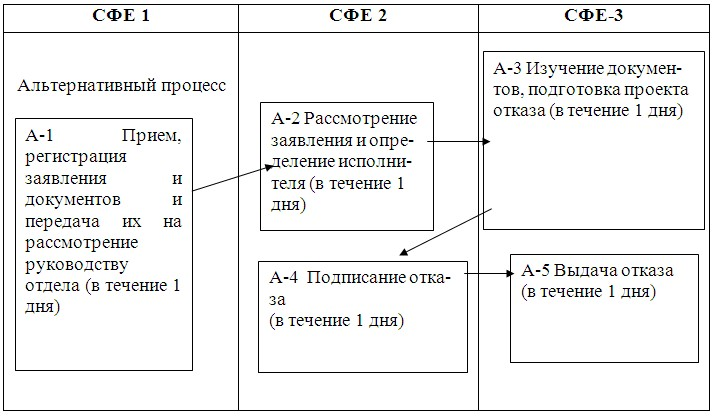 СФЕ 1
СФЕ 2
СФЕ-3
Альтернативный процесс
А-1 Прием,
регистрация
заявления и
документов и
передача их на
рассмотрение
руководству
отдела (в течение 1
дня)
А-2 Рассмотрение
заявления и опре-
деление исполни-
теля (в течение 1
дня)
А-3 Изучение докумен-
тов, подготовка проекта
отказа (в течение 1 дня)
А-4 Подписание отка-
за
(в течение 1 дня)
А-5 Выдача отказа
(в течение 1 дня)